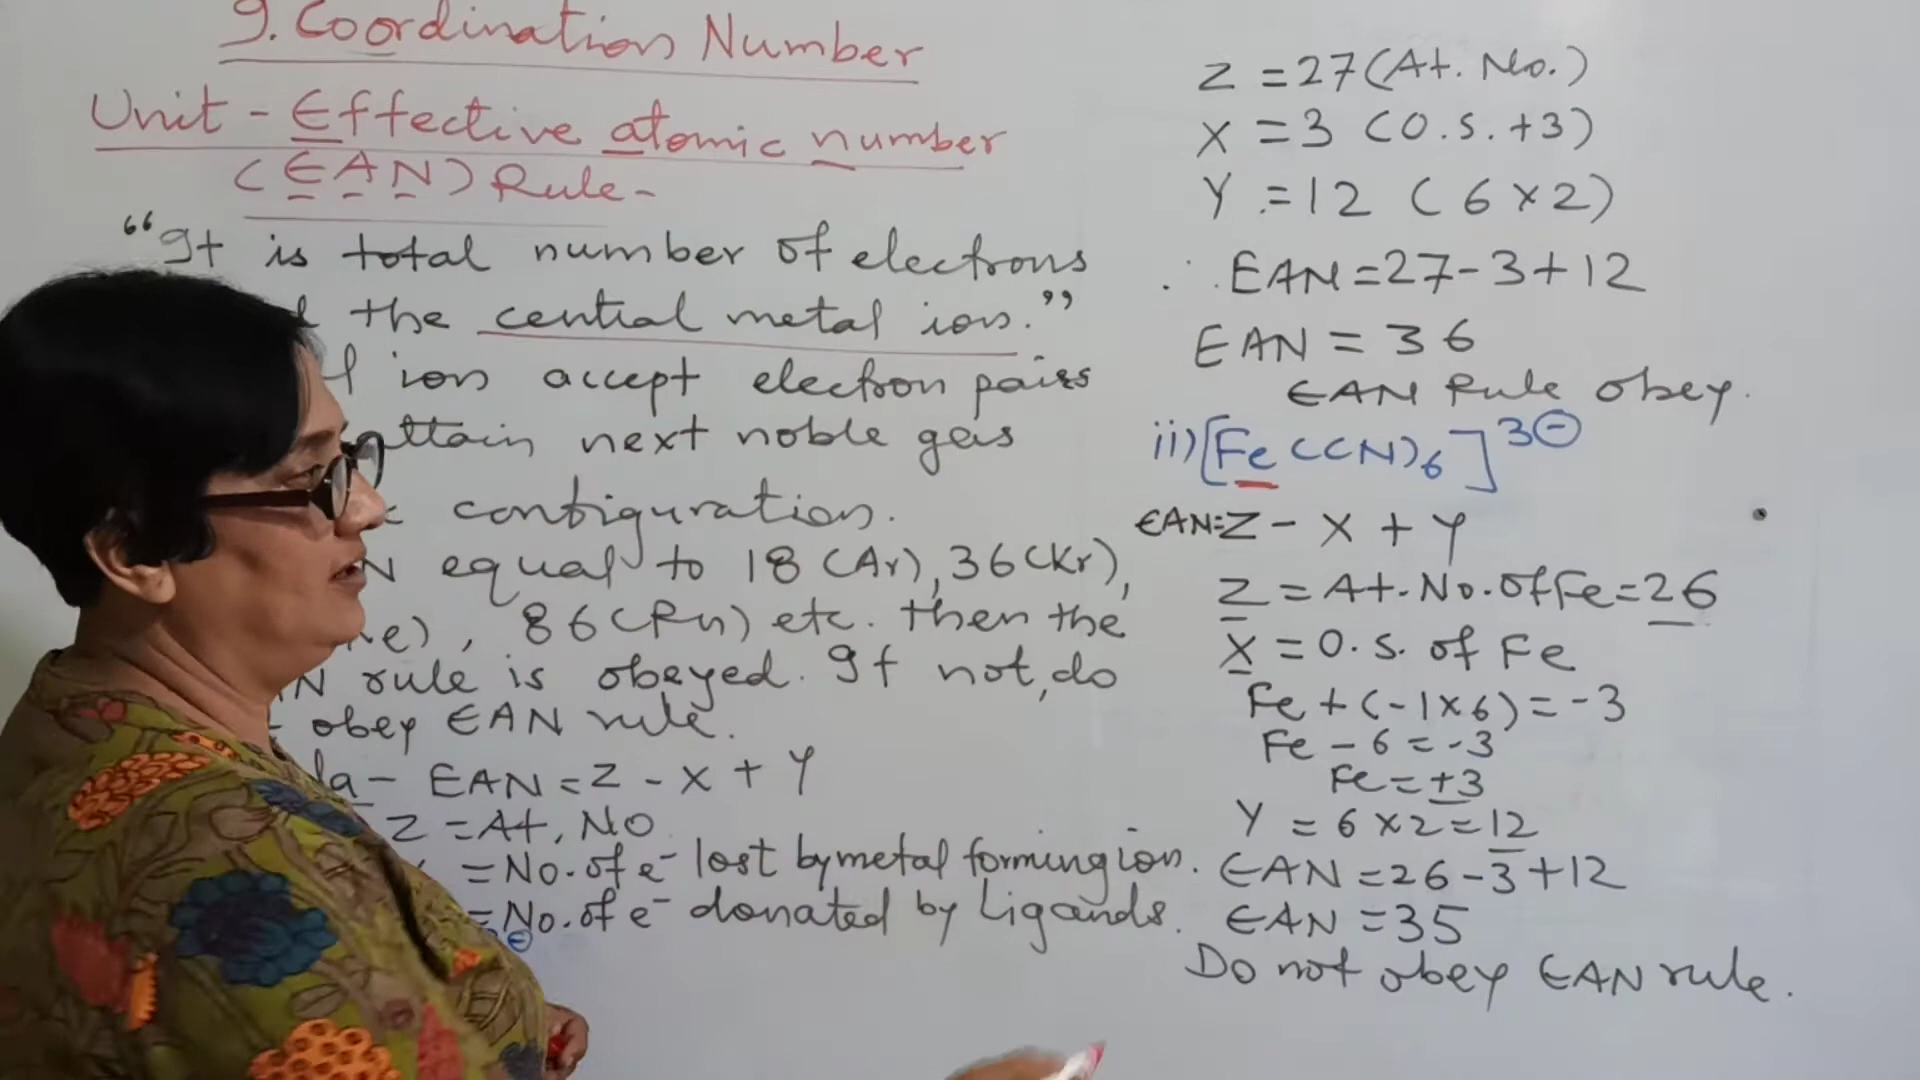 9. Coordination Number
Unit - Effective atomic number
(EAN) Rule-
"It is total number of electrons
the central metal ion."
ion accept electron pairs
attain next noble gas
configuration.
N equal to 18 (Ar), 36 (Kr),
86 (Rn) etc. then the
N rule is obeyed. If not, do
obey EAN rule.
la - EAN = Z - X + Y
Z = At. NO
= No. of e- lost by metal forming ion.
= No. of e- donated by Ligands.
Z = 27 (At. No.)
X = 3 (O.S. +3)
Y = 12 (6 x 2)
∴ EAN = 27 - 3 + 12
EAN = 36
EAN Rule obey.
ii) [Fe(CN)6]3⊖
EAN = Z - X + Y
Z = At. No. of Fe = 26
X = O.S. of Fe
Fe + (-1 x 6) = -3
Fe - 6 = -3
Fe = +3
Y = 6 x 2 = 12
EAN = 26 - 3 + 12
EAN = 35
Do not obey EAN rule.